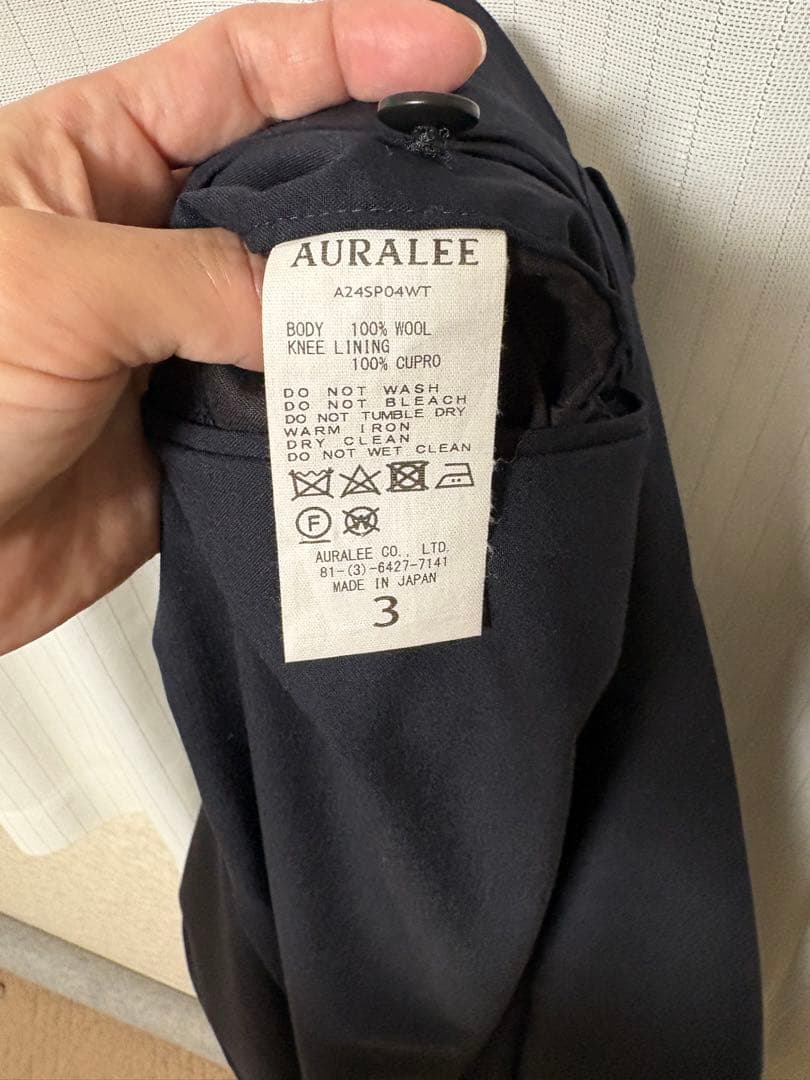 AURALEE
A24SP04WT
BODY 100% WOOL
KNEE LINING
100% CUPRO
DO NOT WASH
DO NOT BLEACH
DO NOT TUMBLE DRY
WARM IRON
DRY CLEAN
DO NOT WET CLEAN
F W
AURALEE CO., LTD.
81-(3)-6427-7141
MADE IN JAPAN
3